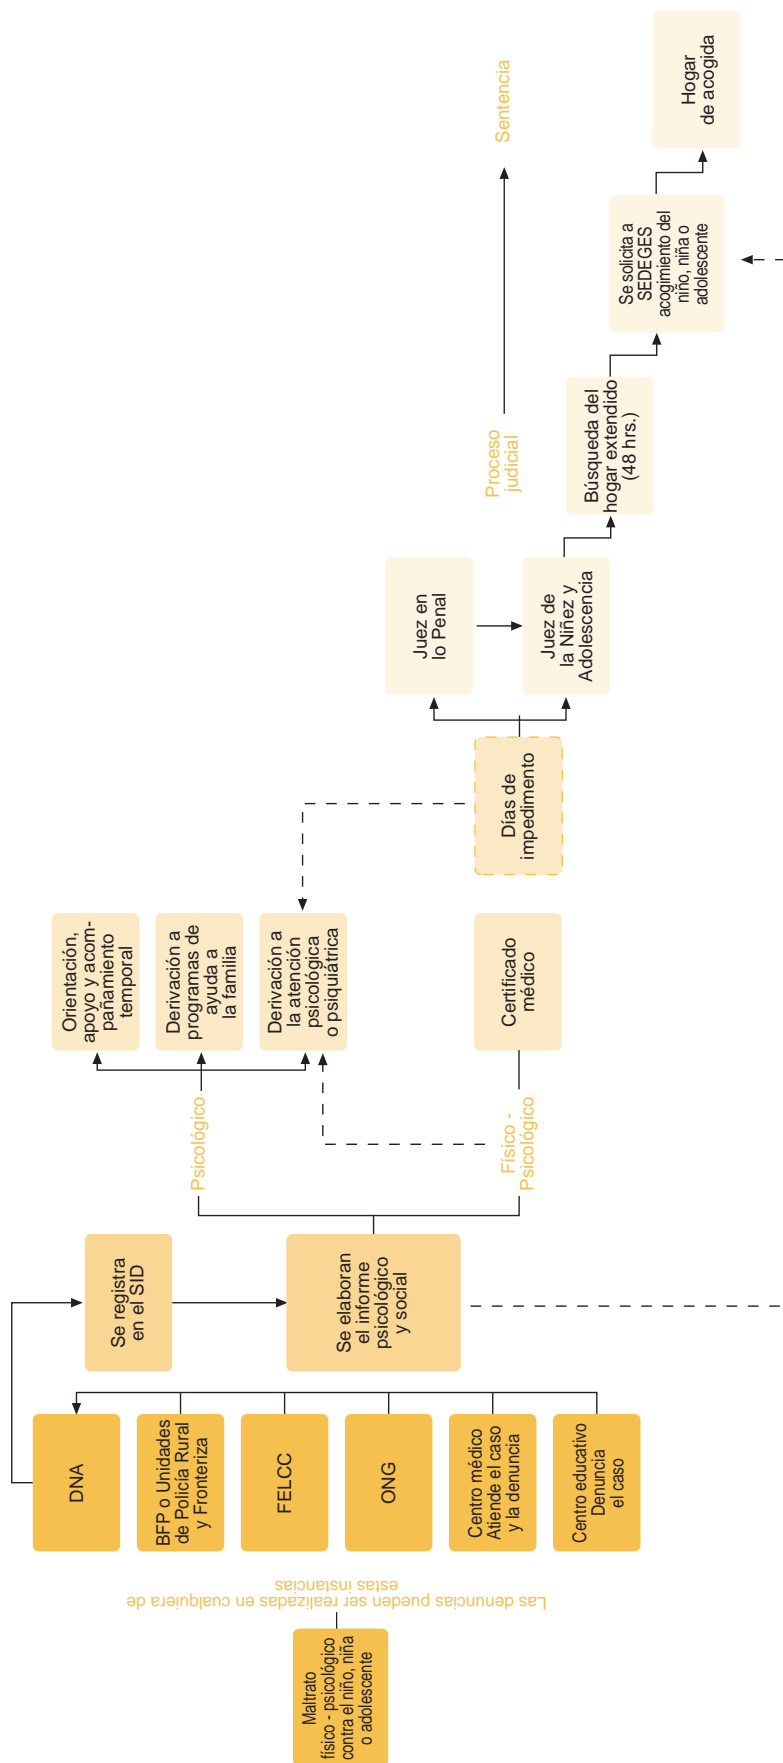 Maltrato
físico - psicológico
contra el niño, niña
o adolescente
Las denuncias pueden ser realizadas en cualquiera de
estas instancias
DNA
BFP o Unidades
de Policía Rural
y Fronteriza
FELCC
ONG
Centro médico
Atiende el caso
y la denuncia
Centro educativo
Denuncia
el caso
Se registra
en el SID
Se elaboran
el informe
psicológico
y social
Psicológico
Físico -
Psicológico
Orientación,
apoyo y acom-
pañamiento
temporal
Derivación a
programas de
ayuda a
la familia
Derivación a
la atención
psicológica
o psiquiátrica
Certificado
médico
Días de
impedimento
Juez en
lo Penal
Juez de
la Niñez y
Adolescencia
Proceso
judicial
Sentencia
Búsqueda del
hogar extendido
(48 hrs.)
Se solicita a
SEDEGES
acogimiento del
niño, niña o
adolescente
Hogar
de acogida